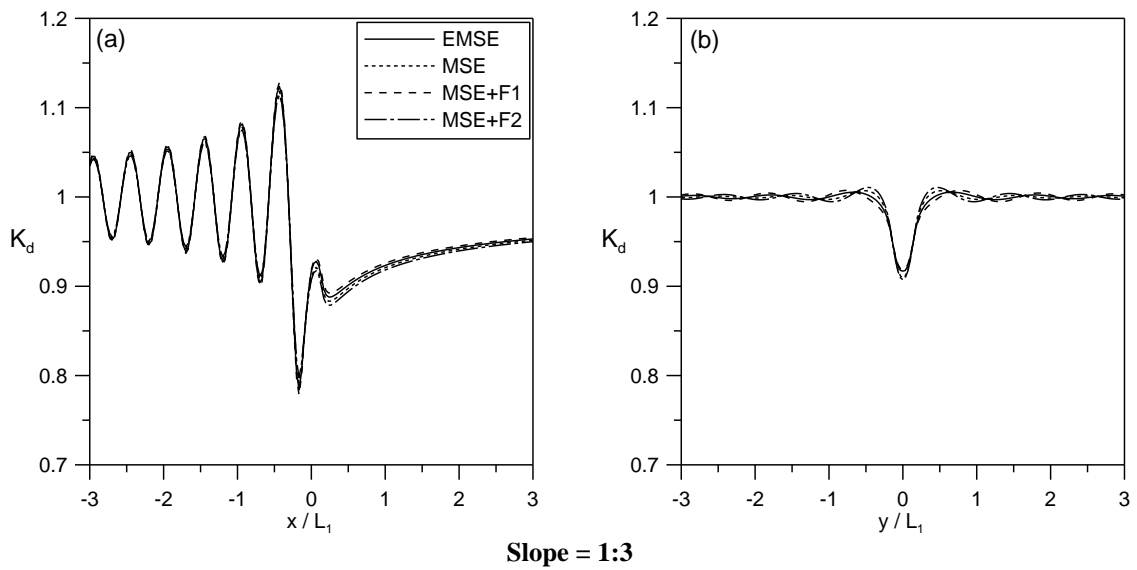 (a)
EMSE
MSE
MSE+F1
MSE+F2
1.2
1.1
1
0.9
0.8
0.7
K_d
-3 -2 -1 0 1 2 3
x / L_1
(b)
1.2
1.1
1
0.9
0.8
0.7
K_d
-3 -2 -1 0 1 2 3
y / L_1
Slope = 1:3